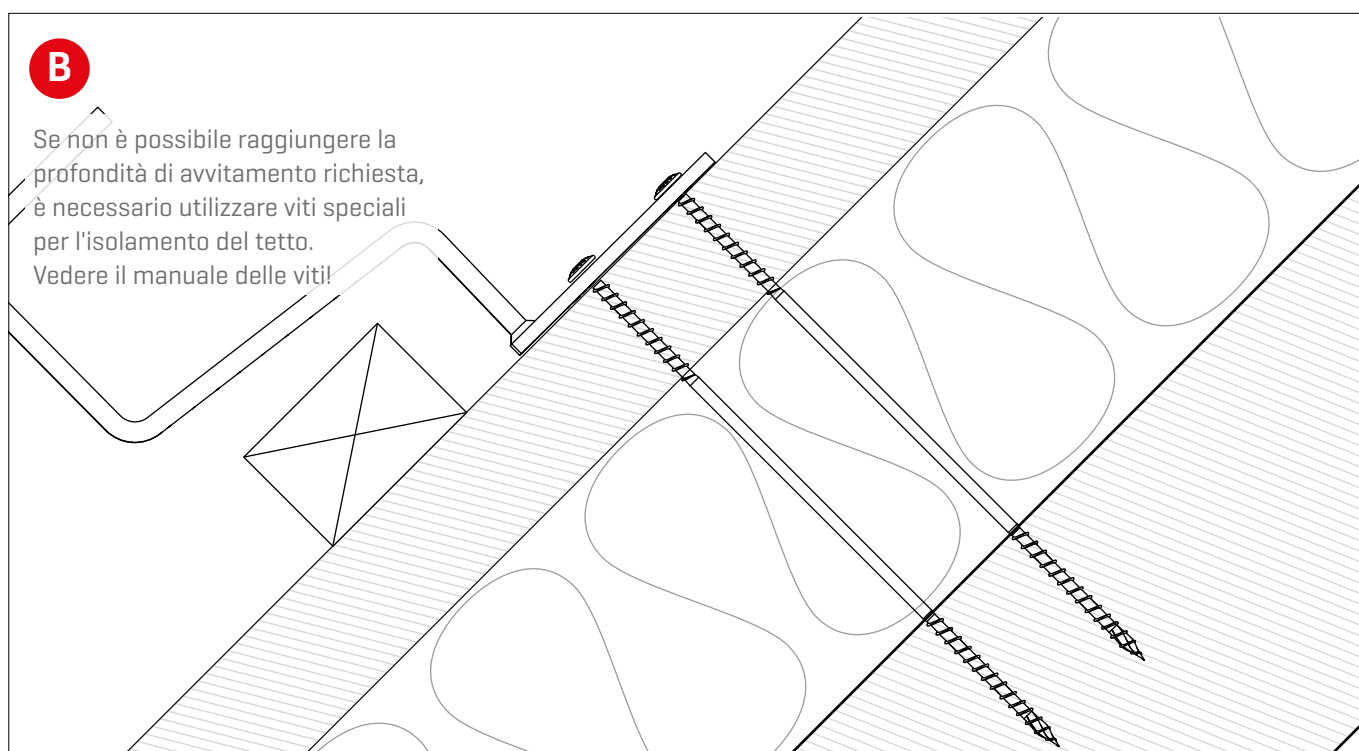 B
Se non è possibile raggiungere la
profondità di avvitamento richiesta,
è necessario utilizzare viti speciali
per l'isolamento del tetto.
Vedere il manuale delle viti!